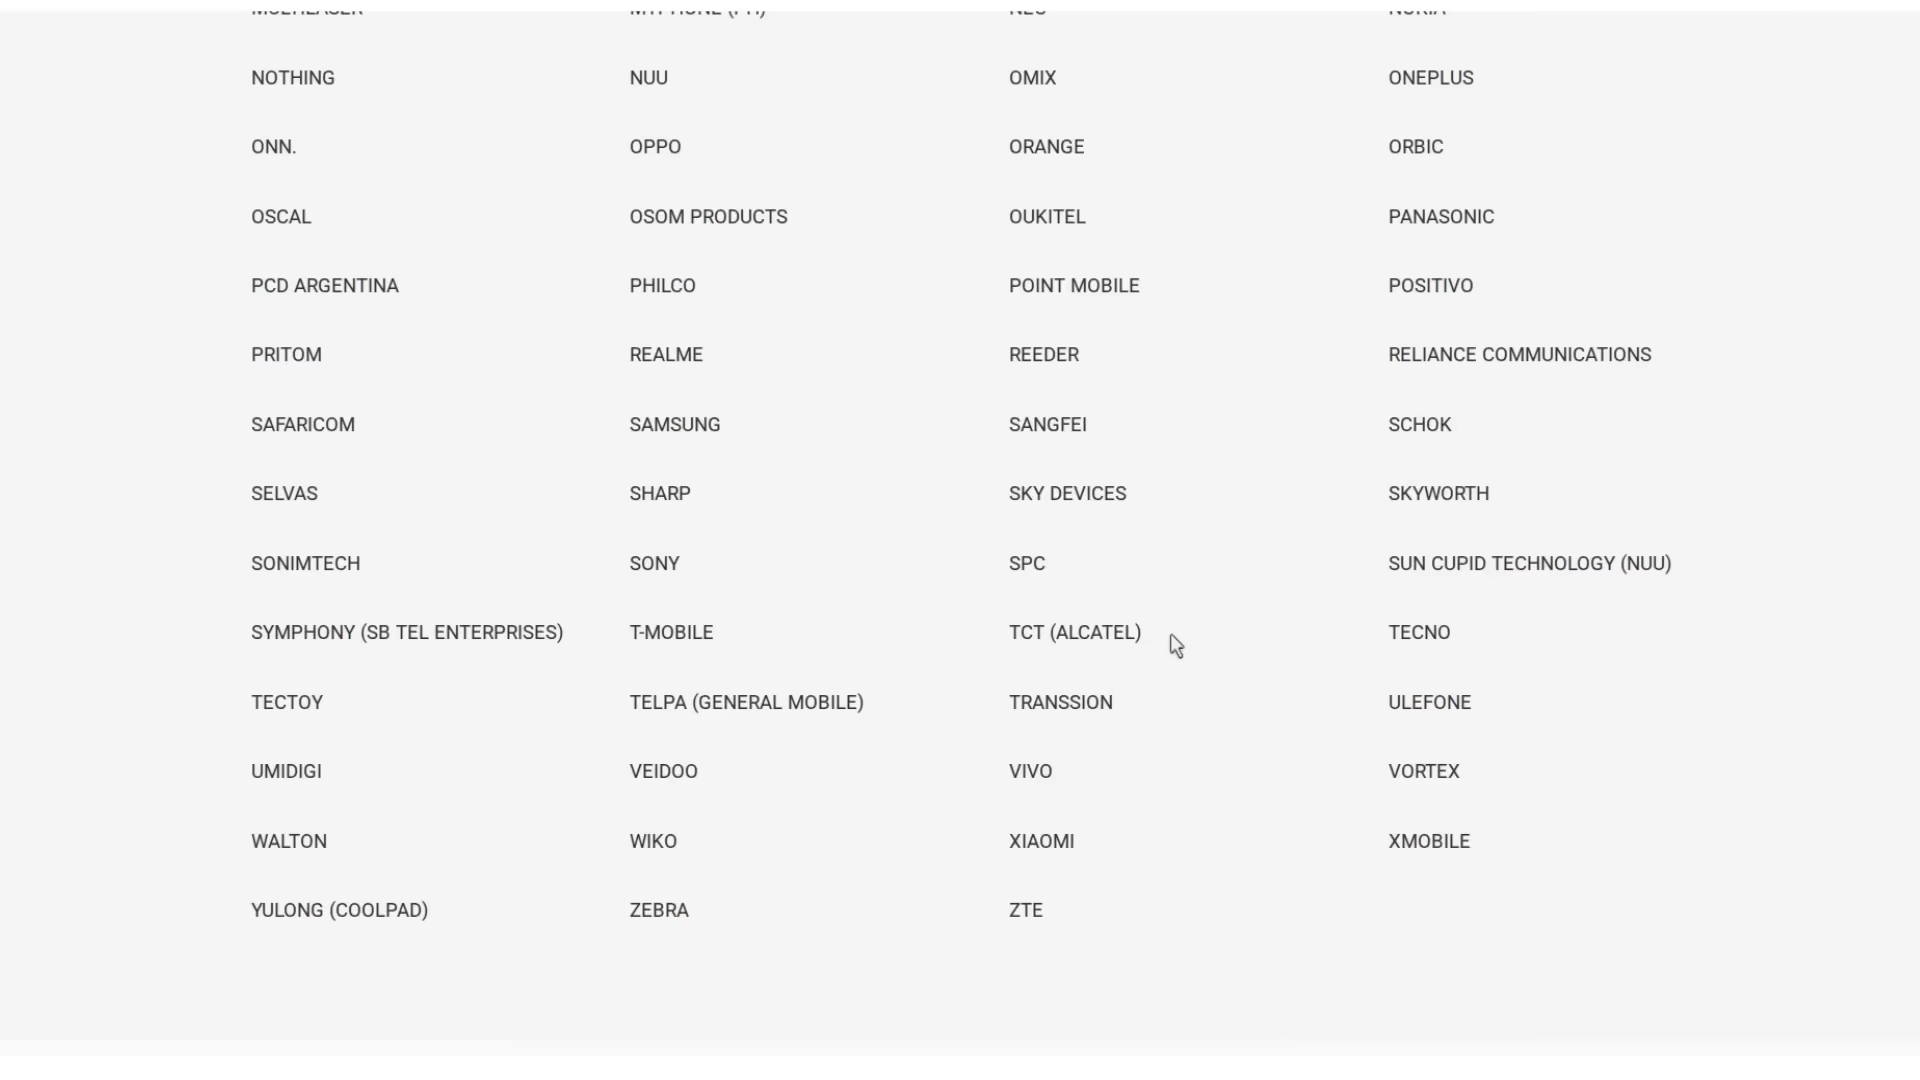 NOTHING NUU OMIX ONEPLUS
ONN. OPPO ORANGE ORBIC
OSCAL OSOM PRODUCTS OUKITEL PANASONIC
PCD ARGENTINA PHILCO POINT MOBILE POSITIVO
PRITOM REALME REEDER RELIANCE COMMUNICATIONS
SAFARICOM SAMSUNG SANGFEI SCHOK
SELVAS SHARP SKY DEVICES SKYWORTH
SONIMTECH SONY SPC SUN CUPID TECHNOLOGY (NUU)
SYMPHONY (SB TEL ENTERPRISES) T-MOBILE TCT (ALCATEL) TECNO
TECTOY TELPA (GENERAL MOBILE) TRANSSION ULEFONE
UMIDIGI VEIDOO VIVO VORTEX
WALTON WIKO XIAOMI XMOBILE
YULONG (COOLPAD) ZEBRA ZTE